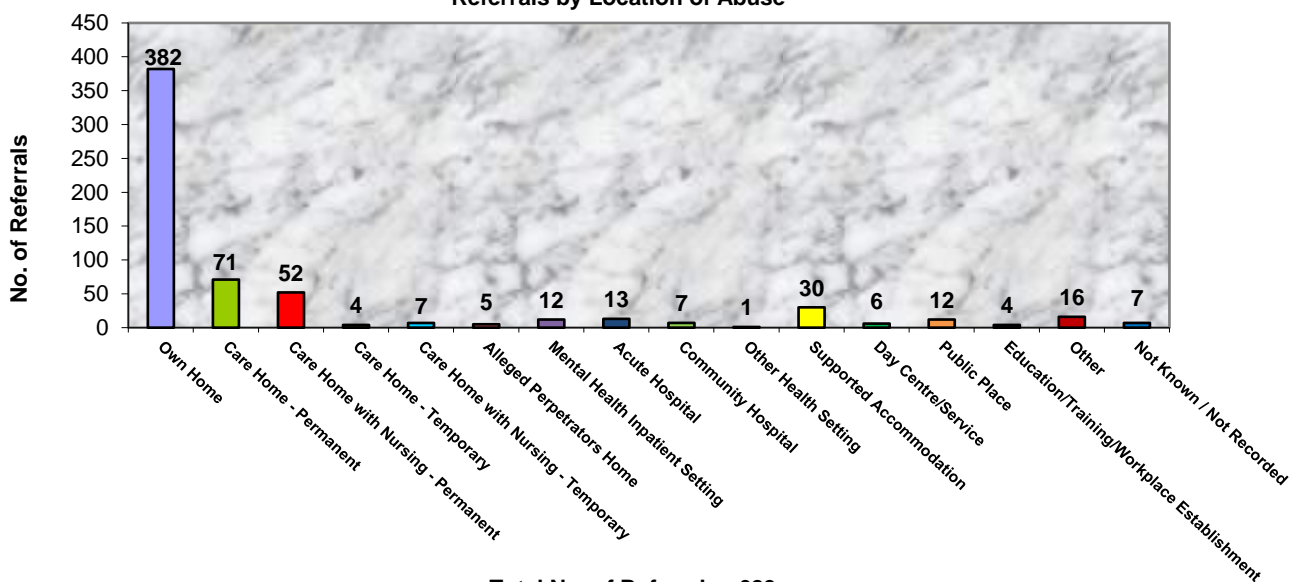 Referrals by Location of Abuse
No. of Referrals
450
400
350
300
250
200
150
100
50
0
382
71
52
4
7
5
12
13
7
1
30
6
12
4
16
7
Own Home
Care Home - Permanent
Care Home with Nursing - Permanent
Care Home - Temporary
Care Home with Nursing - Temporary
Alleged Perpetrators Home
Mental Health Inpatient Setting
Acute Hospital
Community Hospital
Other Health Setting
Supported Accommodation
Day Centre/Service
Public Place
Education/Training/Workplace Establishment
Other
Not Known / Not Recorded
Total No. of Referrals